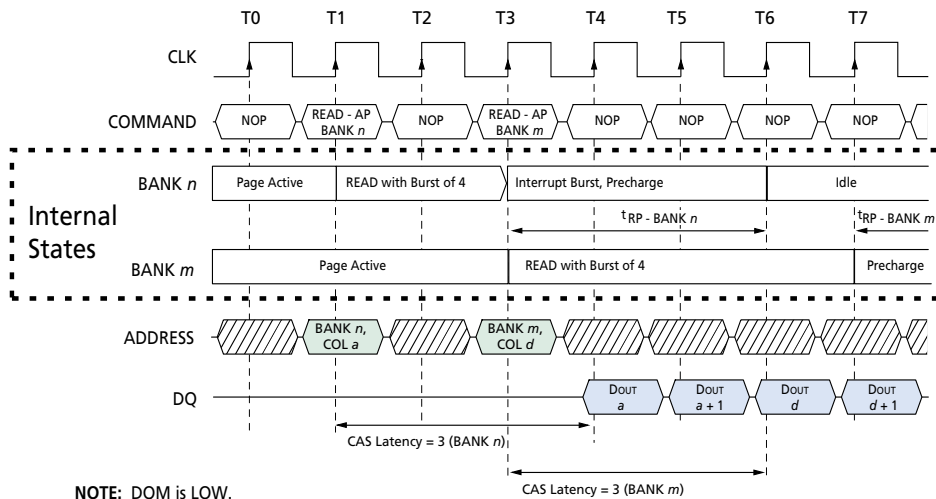 T0 T1 T2 T3 T4 T5 T6 T7
CLK
COMMAND NOP READ - AP BANK n NOP READ - AP BANK m NOP NOP NOP NOP
Internal States
BANK n Page Active READ with Burst of 4 Interrupt Burst, Precharge Idle
tRP - BANK n tRP - BANK m
BANK m Page Active READ with Burst of 4 Precharge
ADDRESS BANK n, COL a BANK m, COL d
DQ DOUT a DOUT a + 1 DOUT d DOUT d + 1
CAS Latency = 3 (BANK n)
CAS Latency = 3 (BANK m)
NOTE: DQM is LOW.